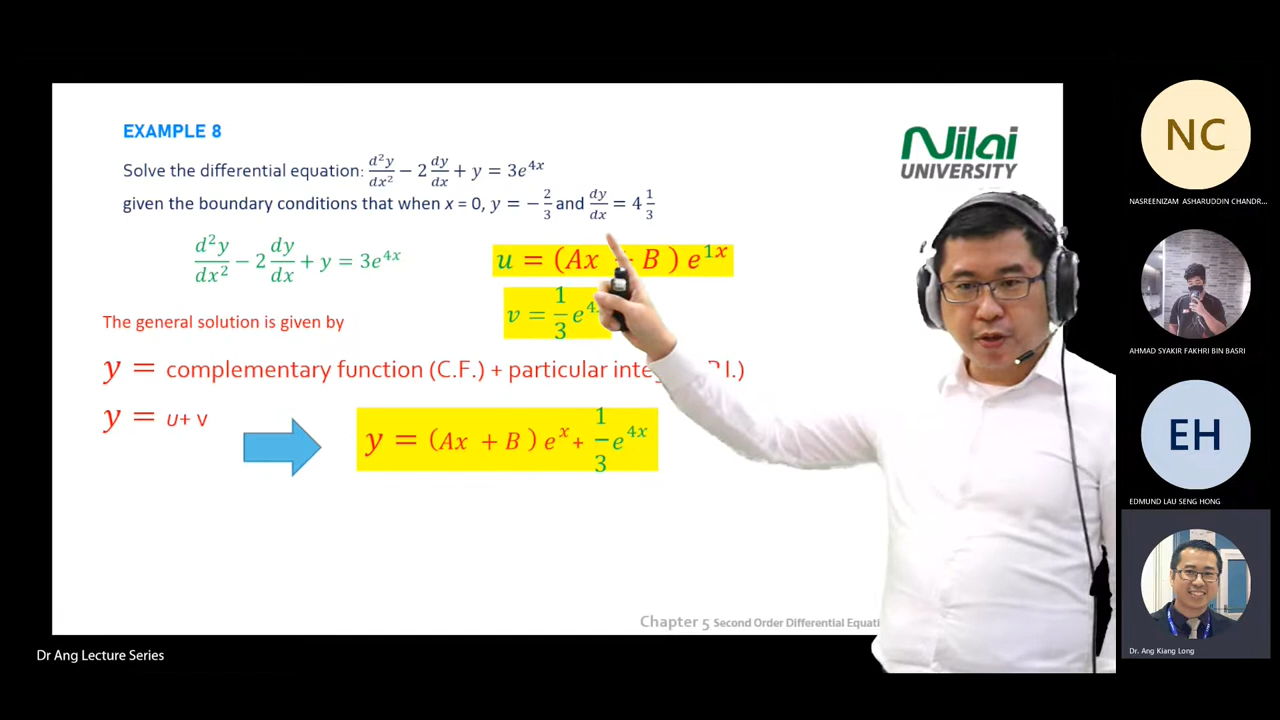 EXAMPLE 8
Nilai
UNIVERSITY
Solve the differential equation: d²y/dx² − 2 dy/dx + y = 3e^{4x}
given the boundary conditions that when x = 0, y = − 2/3 and dy/dx = 4 1/3
d²y/dx² − 2 dy/dx + y = 3e^{4x}
u = (Ax + B ) e^{1x}
The general solution is given by
v = 1/3 e^{4
y = complementary function (C.F.) + particular I.)
y = u+ v
y = (Ax + B ) e^{x} + 1/3 e^{4x}
Chapter 5 Second Order Differential
Dr Ang Lecture Series
NC
NASREENIZAM ASHARUDDIN CHANDR...
AHMAD SYAKIR FAKHRI BIN BASRI
EH
EDMUND LAU SENG HONG
Dr. Ang Kiang Long